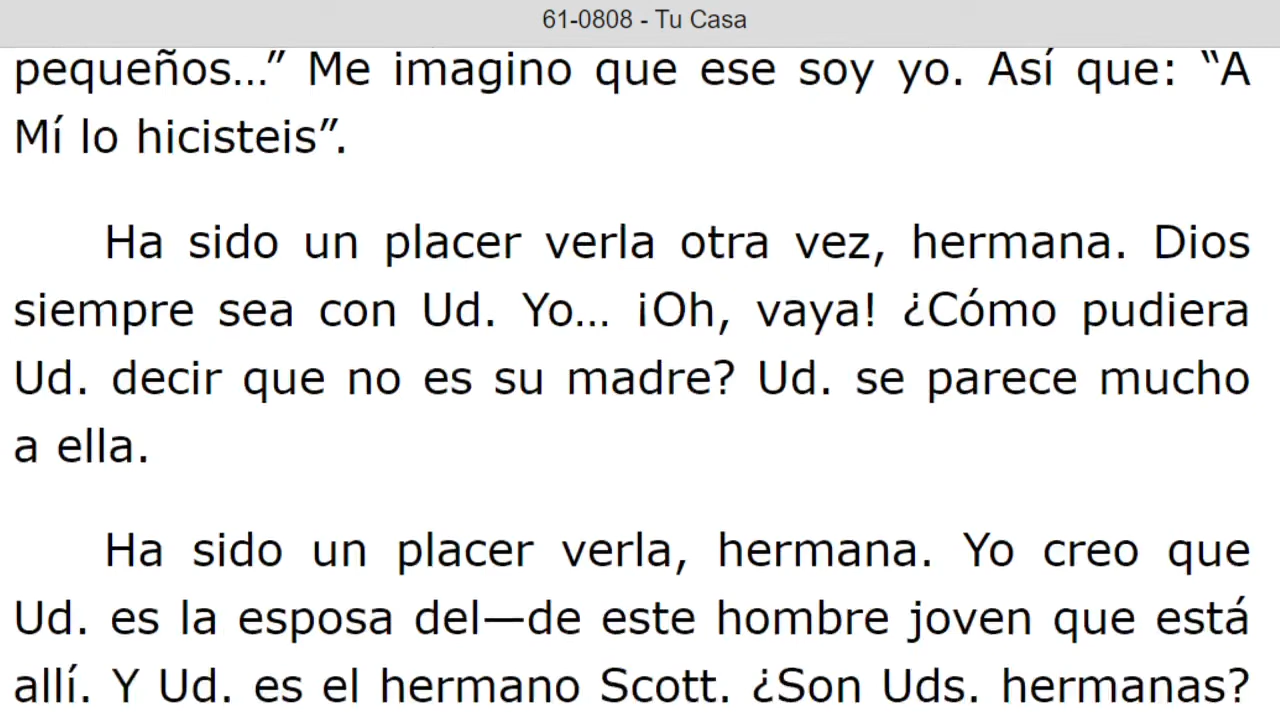 61-0808 - Tu Casa
pequeños…” Me imagino que ese soy yo. Así que: “A
Mí lo hicisteis”.
Ha sido un placer verla otra vez, hermana. Dios
siempre sea con Ud. Yo… ¡Oh, vaya! ¿Cómo pudiera
Ud. decir que no es su madre? Ud. se parece mucho
a ella.
Ha sido un placer verla, hermana. Yo creo que
Ud. es la esposa del—de este hombre joven que está
allí. Y Ud. es el hermano Scott. ¿Son Uds. hermanas?